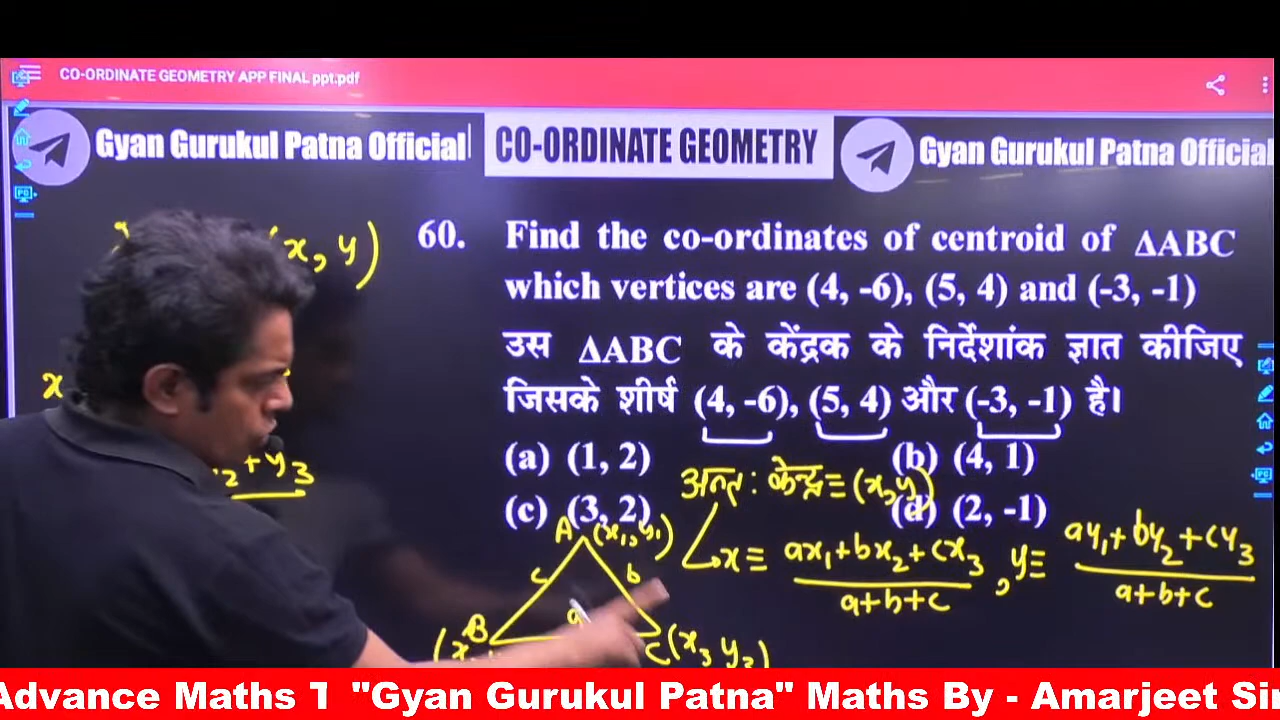 CO-ORDINATE GEOMETRY APP FINAL ppt.pdf
Gyan Gurukul Patna Official
CO-ORDINATE GEOMETRY
Gyan Gurukul Patna Official
x, y)
60. Find the co-ordinates of centroid of ΔABC
which vertices are (4, -6), (5, 4) and (-3, -1)
उस ΔABC के केंद्रक के निर्देशांक ज्ञात कीजिए
जिसके शीर्ष (4, -6), (5, 4) और (-3, -1) है।
x
(a) (1, 2) (b) (4, 1)
+ y₃
अन्तः केन्द्र ≡ (x, y)
(c) (3, 2) (d) (2, -1)
A (x₁, y₁)
x ≡ ax₁+bx₂+cx₃ / a+b+c , y ≡ ay₁+by₂+cy₃ / a+b+c
c b
a
B C (x₃ y₃)
Advance Maths "Gyan Gurukul Patna" Maths By - Amarjeet